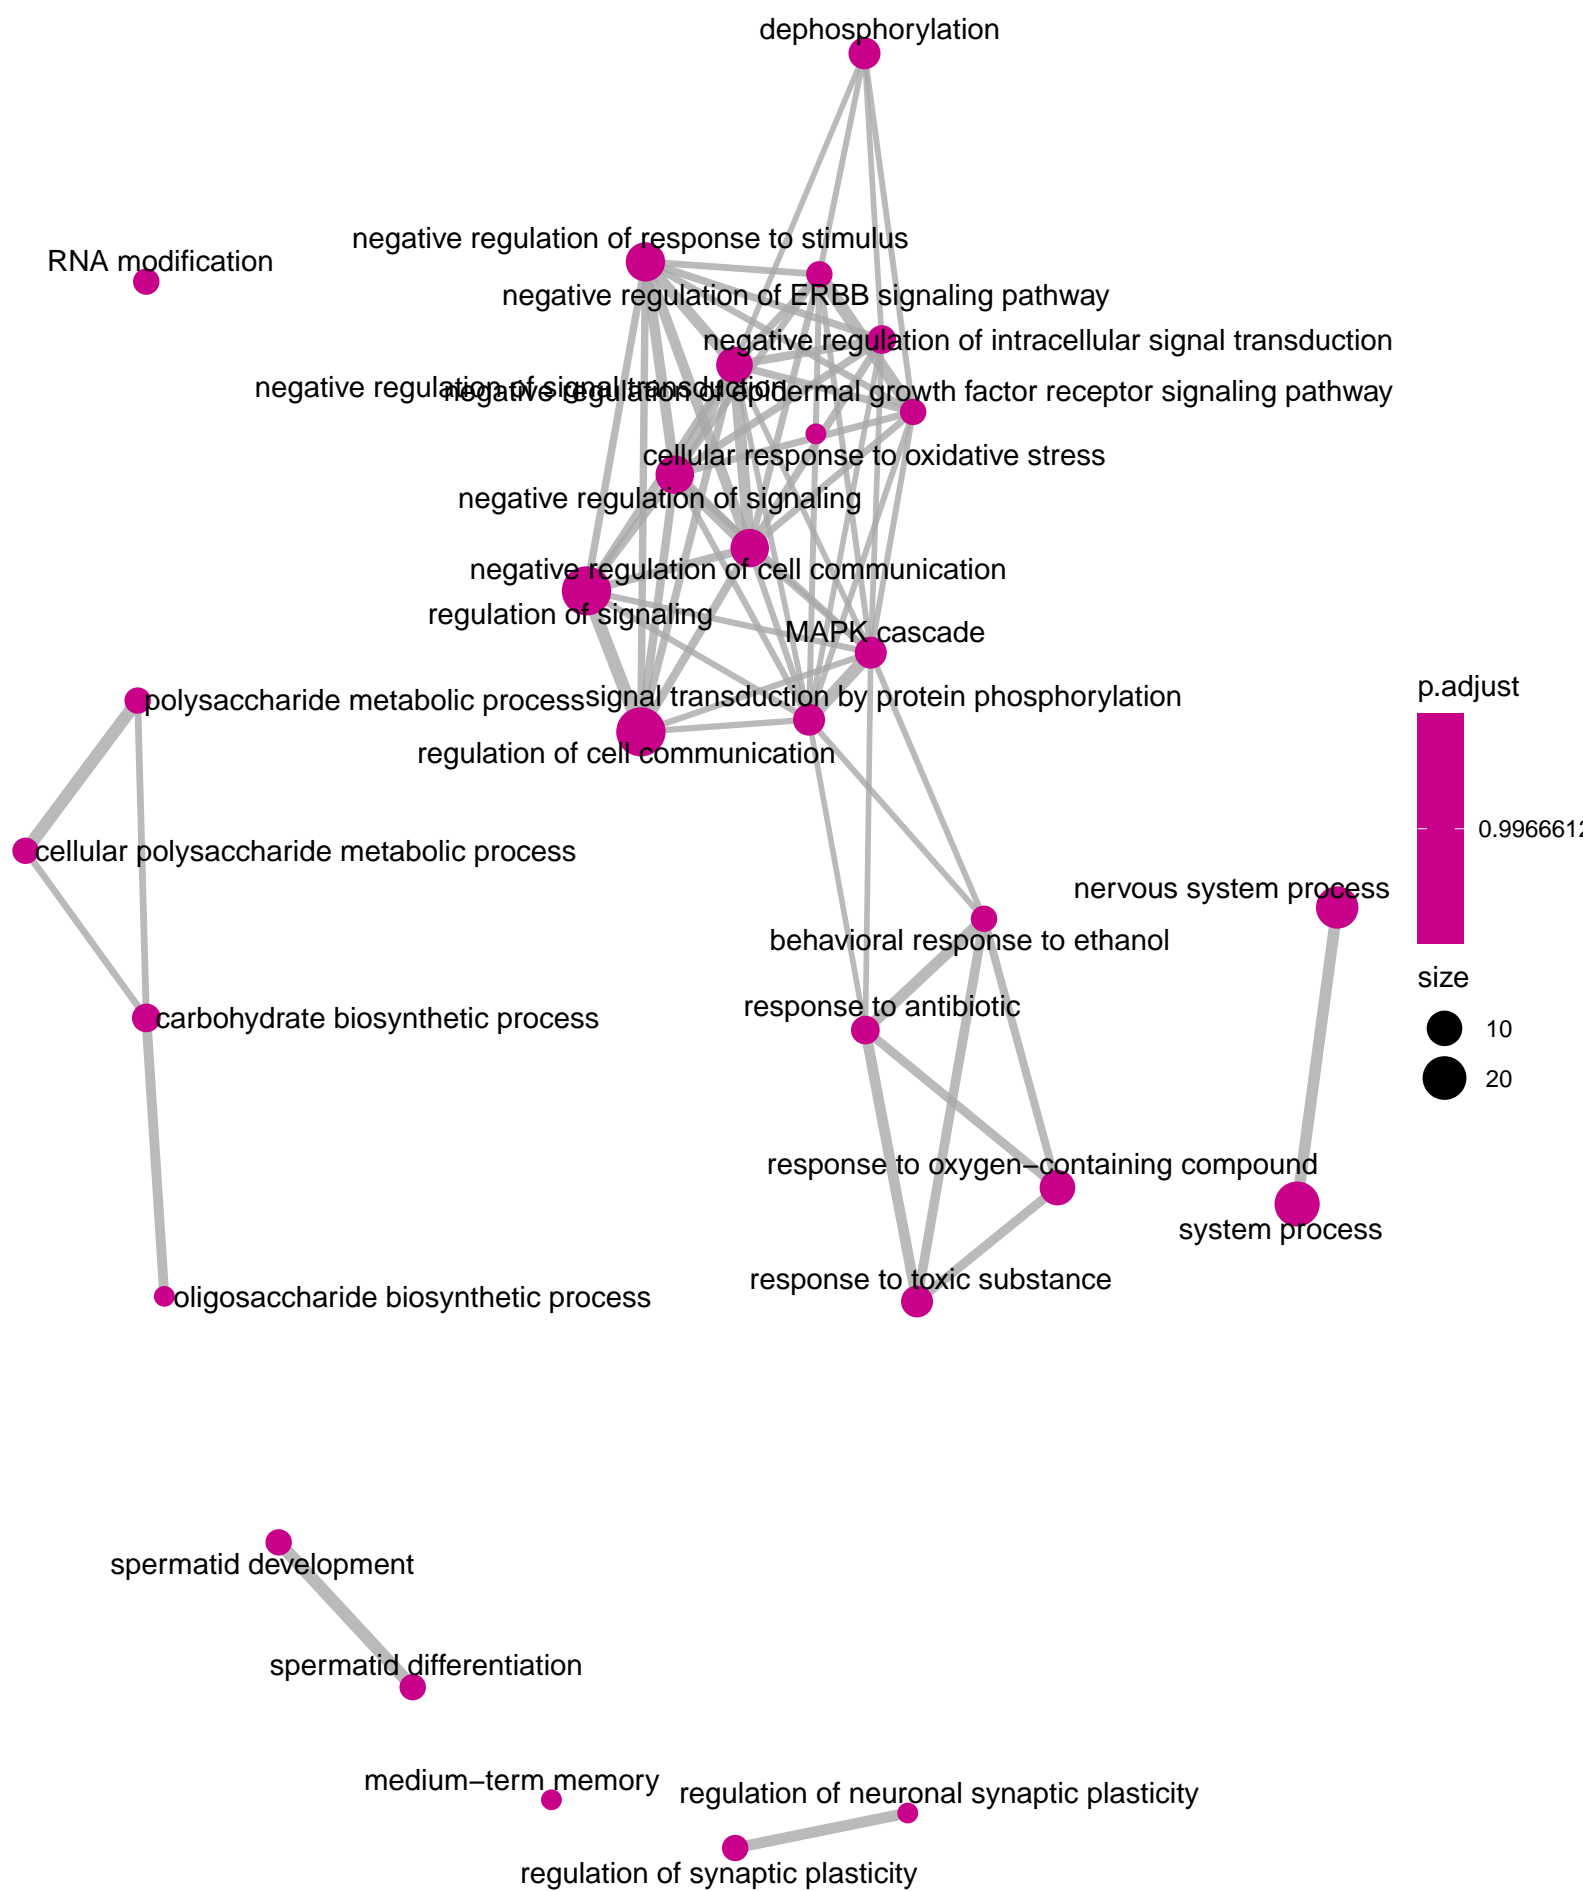 dephosphorylation
negative regulation of response to stimulus
RNA modification
negative regulation of ERBB signaling pathway
negative regulation of intracellular signal transduction
negative regulation of signal transduction
negative regulation of epidermal growth factor receptor signaling pathway
cellular response to oxidative stress
negative regulation of signaling
negative regulation of cell communication
regulation of signaling
MAPK cascade
polysaccharide metabolic process
signal transduction by protein phosphorylation
regulation of cell communication
p.adjust
0.9966612
cellular polysaccharide metabolic process
nervous system process
behavioral response to ethanol
size
response to antibiotic
carbohydrate biosynthetic process
10
20
response to oxygen−containing compound
system process
response to toxic substance
oligosaccharide biosynthetic process
spermatid development
spermatid differentiation
medium−term memory
regulation of neuronal synaptic plasticity
regulation of synaptic plasticity